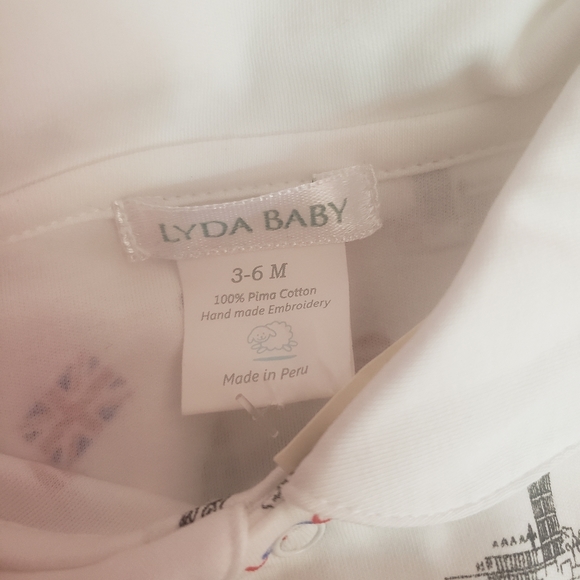 LYDA BABY
3-6 M
100% Pima Cotton
Hand made Embroidery
Made in Peru